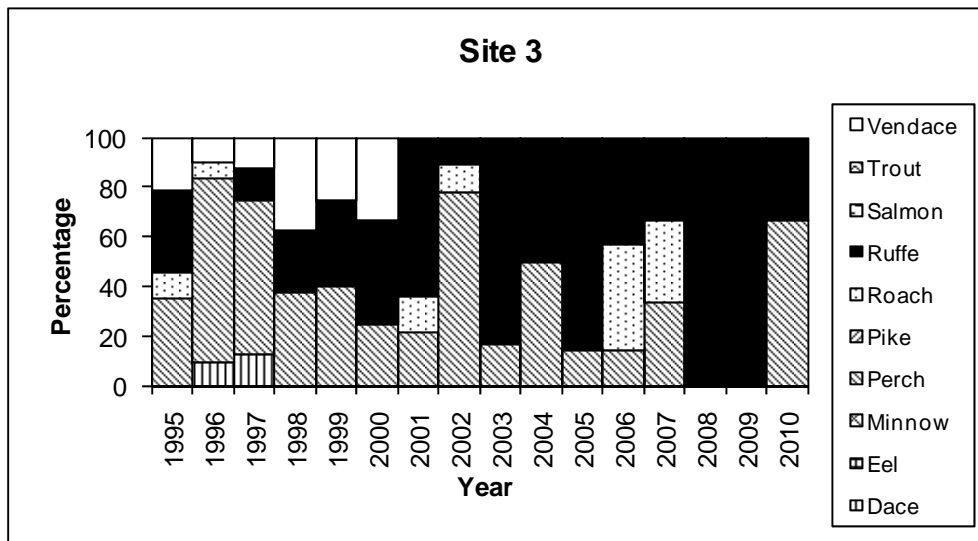 Site 3
Percentage
100
80
60
40
20
0
1995
1996
1997
1998
1999
2000
2001
2002
2003
2004
2005
2006
2007
2008
2009
2010
Year
Vendace
Trout
Salmon
Ruffe
Roach
Pike
Perch
Minnow
Eel
Dace